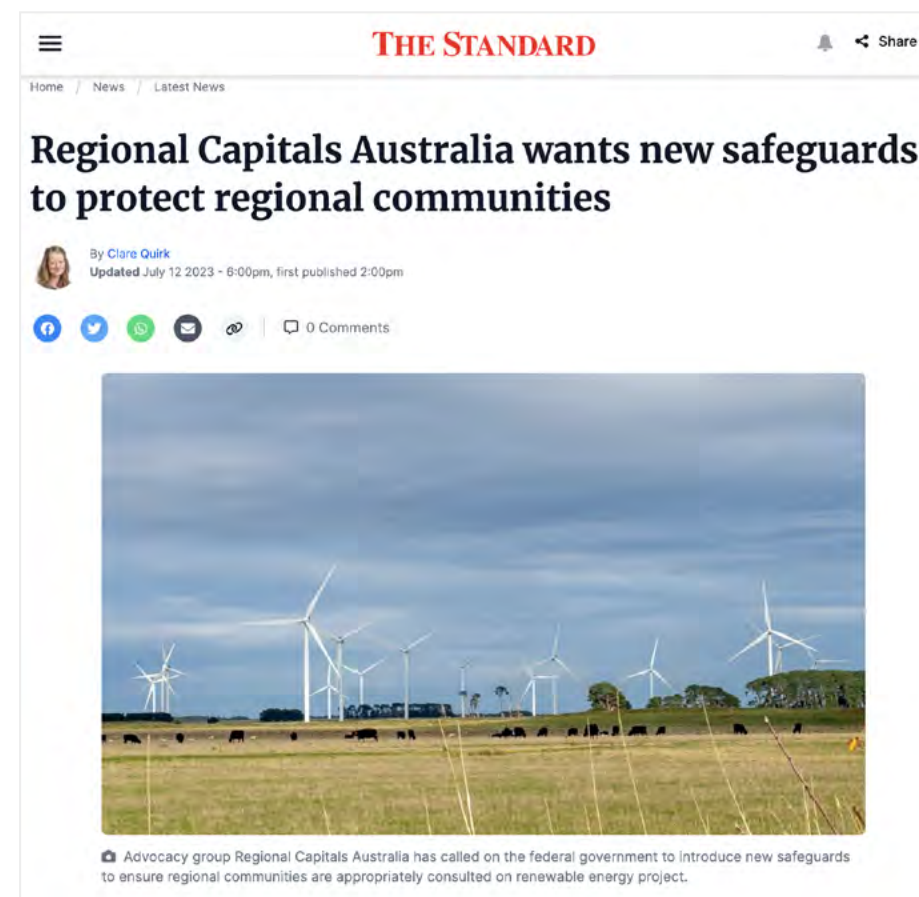 THE STANDARD
Share
Home / News / Latest News
Regional Capitals Australia wants new safeguards
to protect regional communities
By Clare Quirk
Updated July 12 2023 - 6:00pm, first published 2:00pm
0 Comments
Advocacy group Regional Capitals Australia has called on the federal government to introduce new safeguards
to ensure regional communities are appropriately consulted on renewable energy project.